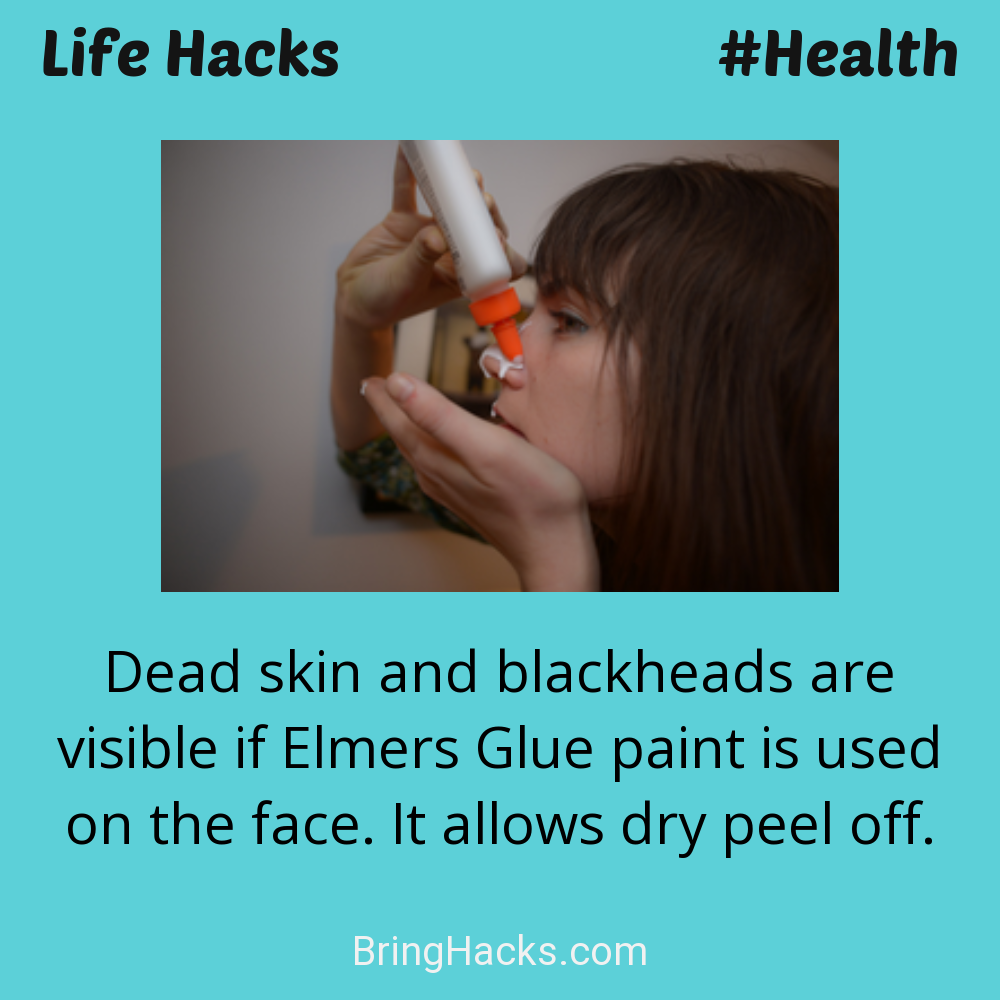 Life Hacks #Health
Dead skin and blackheads are
visible if Elmers Glue paint is used
on the face. It allows dry peel off.
BringHacks.com